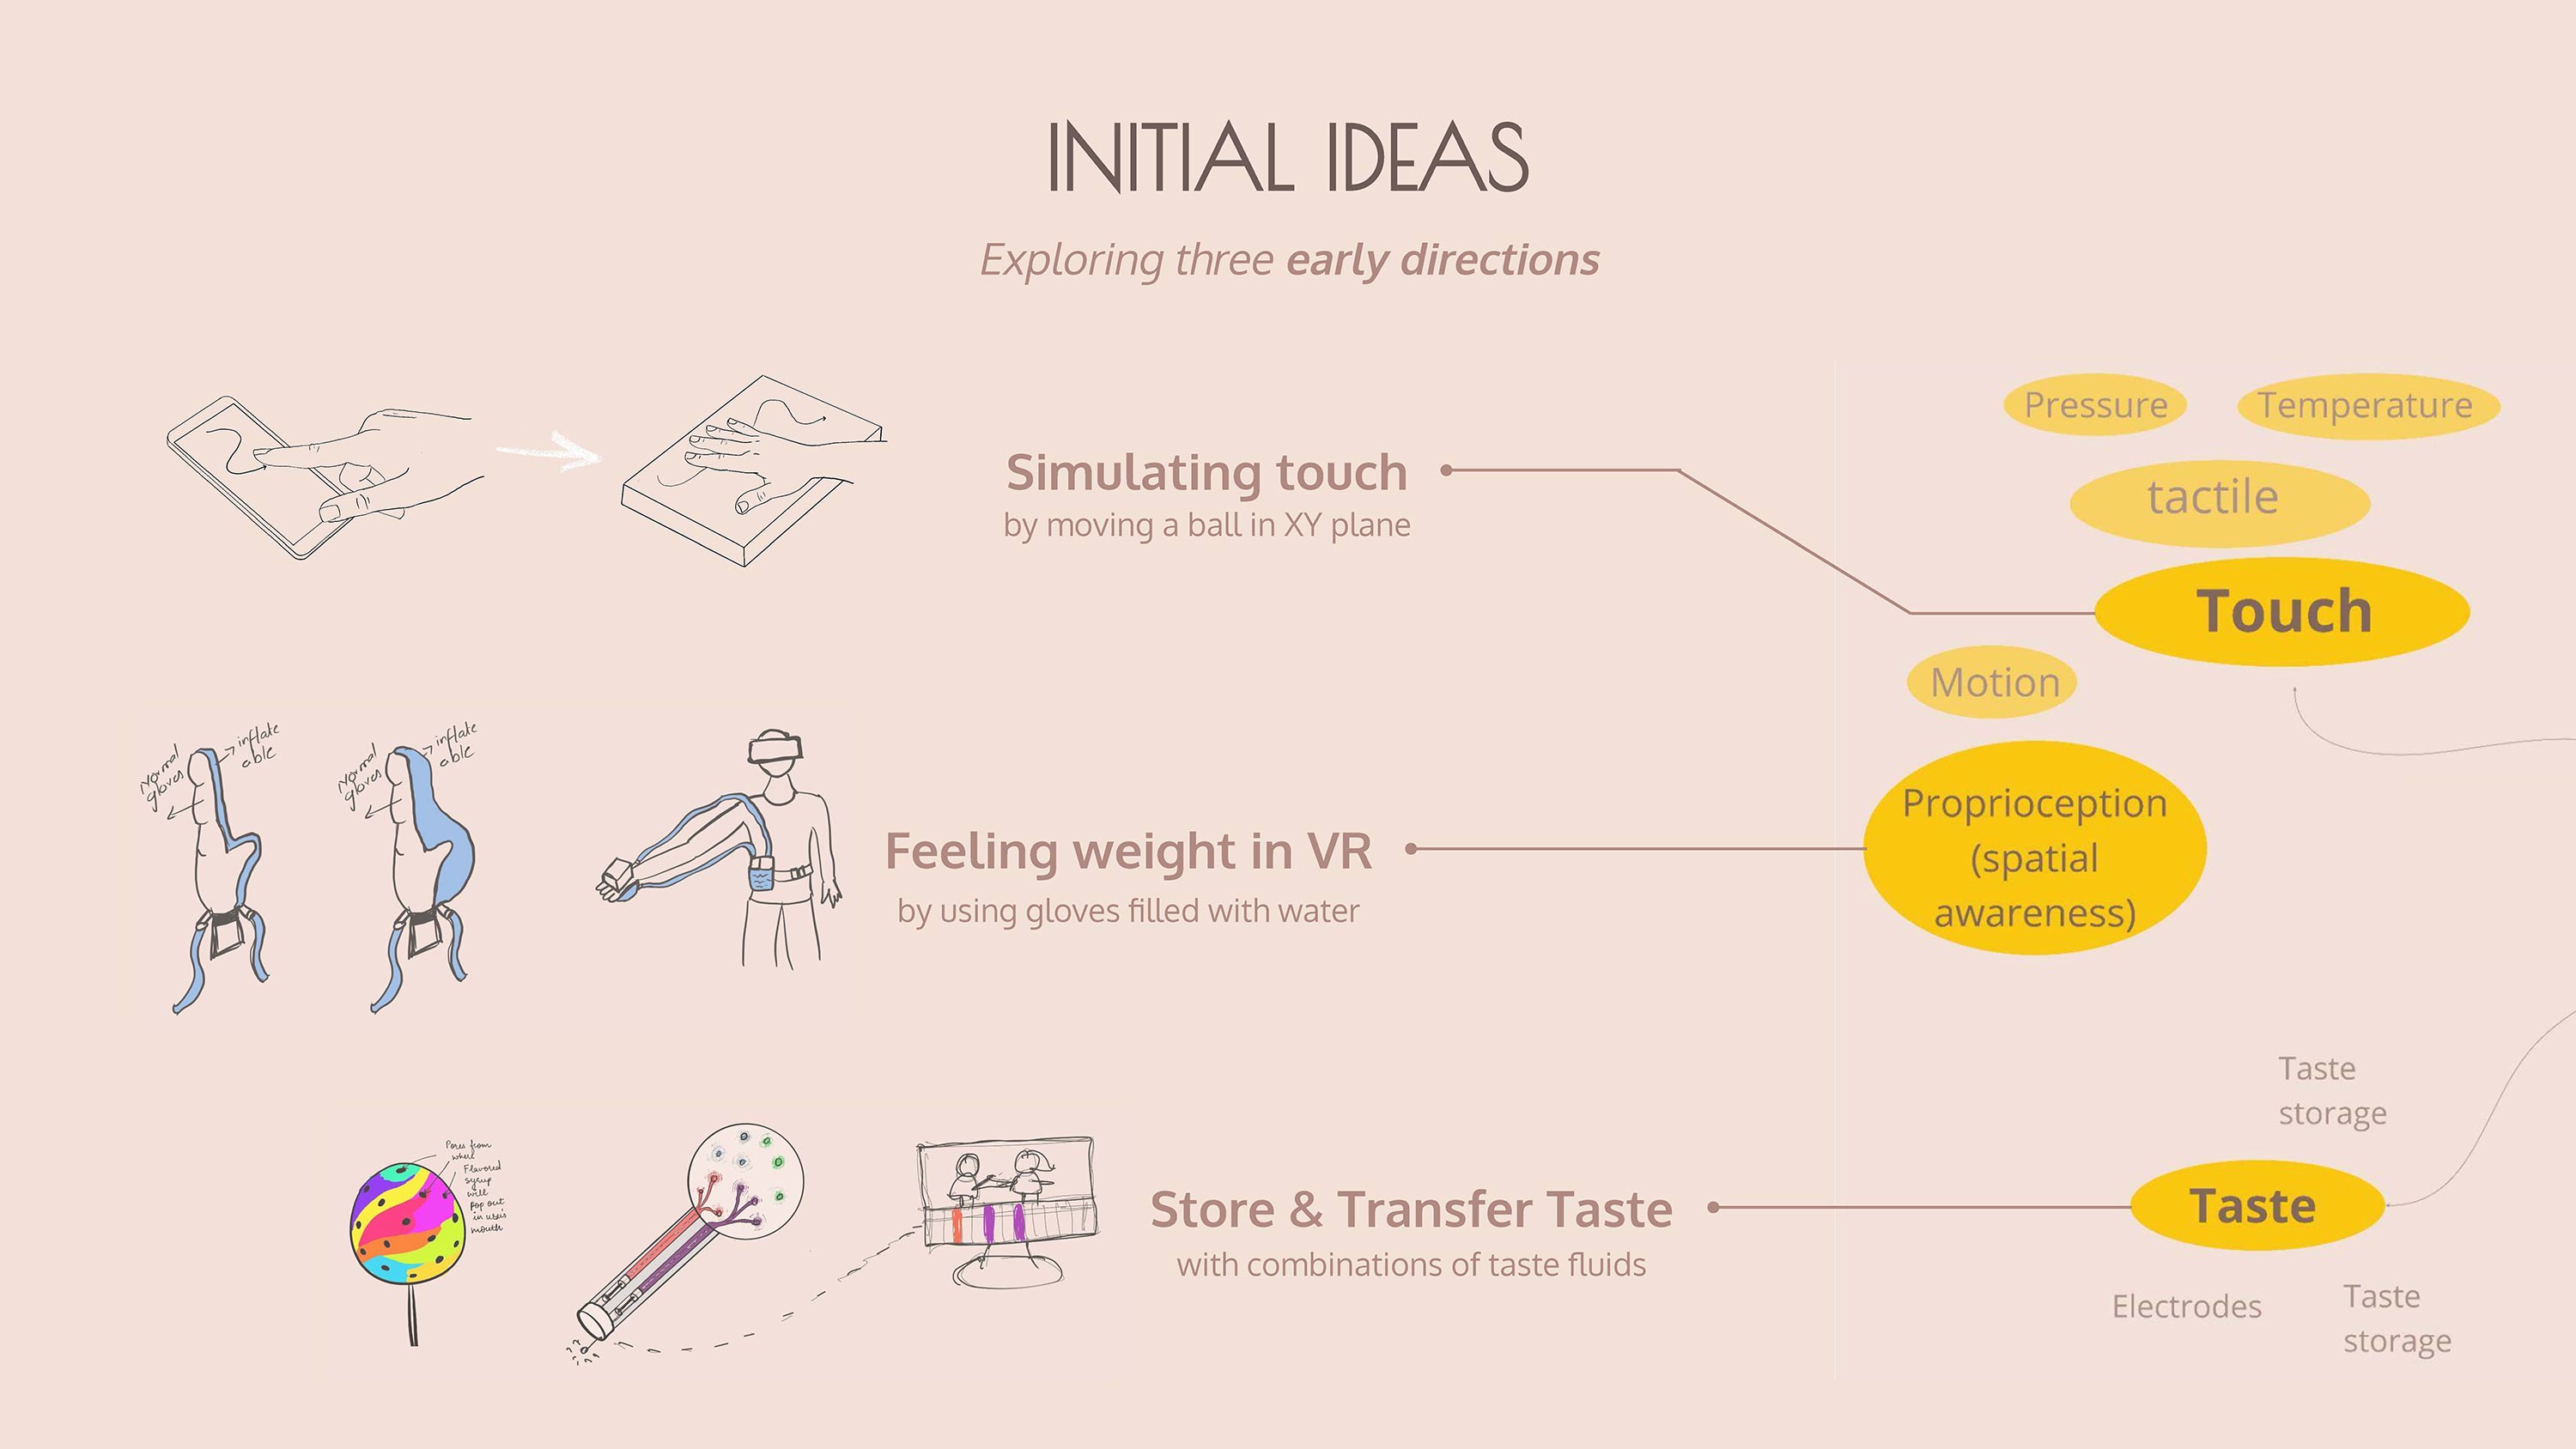 INITIAL IDEAS
Exploring three early directions
Simulating touch
by moving a ball in XY plane
Pressure
Temperature
tactile
Touch
Motion
Normal
gloves
inflate
able
Normal
gloves
inflate
able
Feeling weight in VR
by using gloves filled with water
Proprioception
(spatial
awareness)
Pores from
where
Flavored
syrup
will
pop out
in user's
mouth
Store & Transfer Taste
with combinations of taste fluids
Taste
storage
Taste
Electrodes
Taste
storage